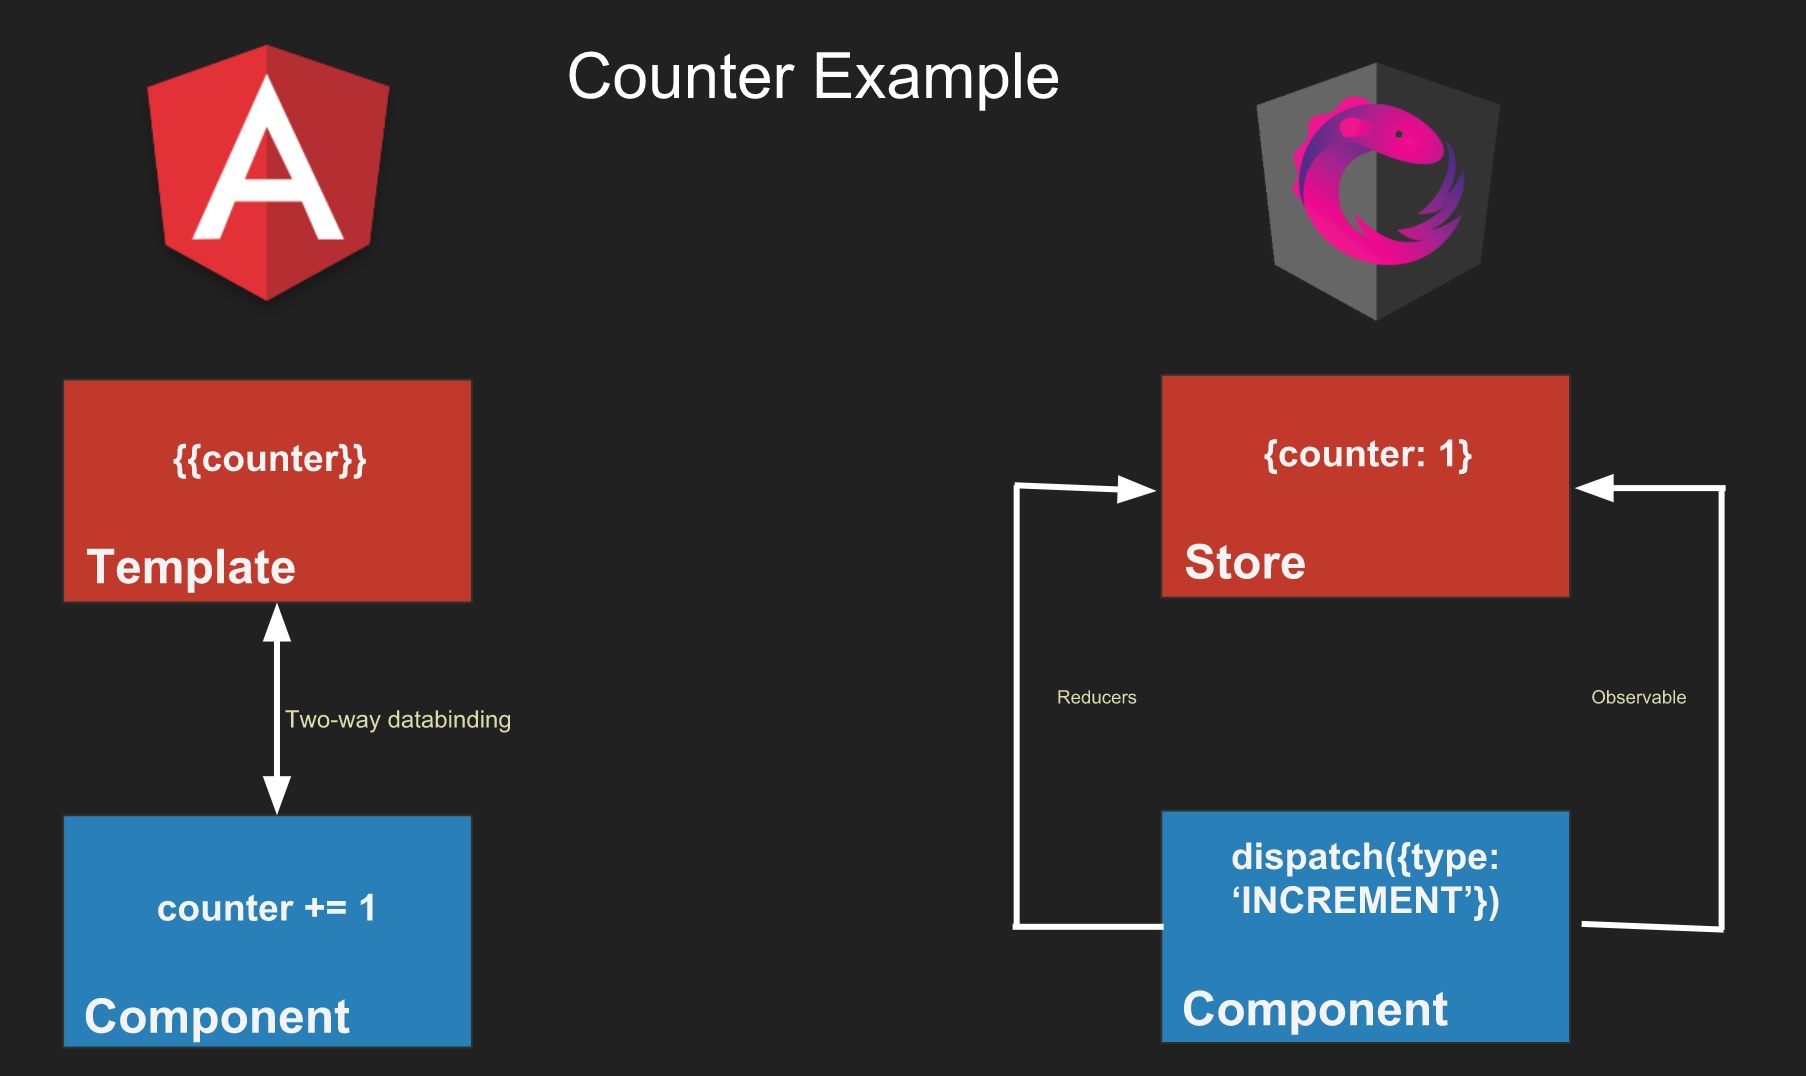 Counter Example
{{counter}}
Template
Two-way databinding
counter += 1
Component
{counter: 1}
Store
Reducers
Observable
dispatch({type:
‘INCREMENT’})
Component